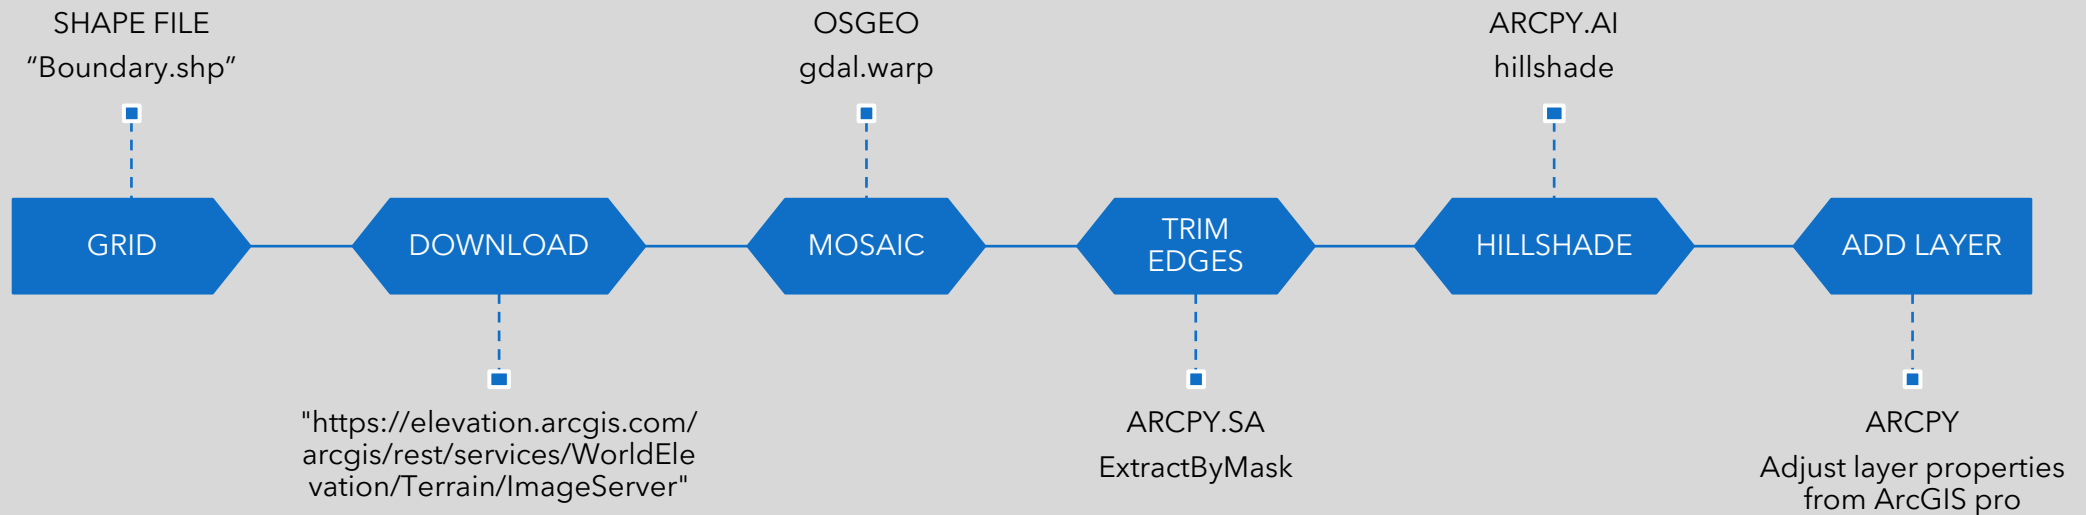 SHAPE FILE
“Boundary.shp”
OSGEO
gdal.warp
ARCPY.AI
hillshade
GRID
DOWNLOAD
MOSAIC
TRIM
EDGES
HILLSHADE
ADD LAYER
"https://elevation.arcgis.com/
arcgis/rest/services/WorldEle
vation/Terrain/ImageServer"
ARCPY.SA
ExtractByMask
ARCPY
Adjust layer properties
from ArcGIS pro